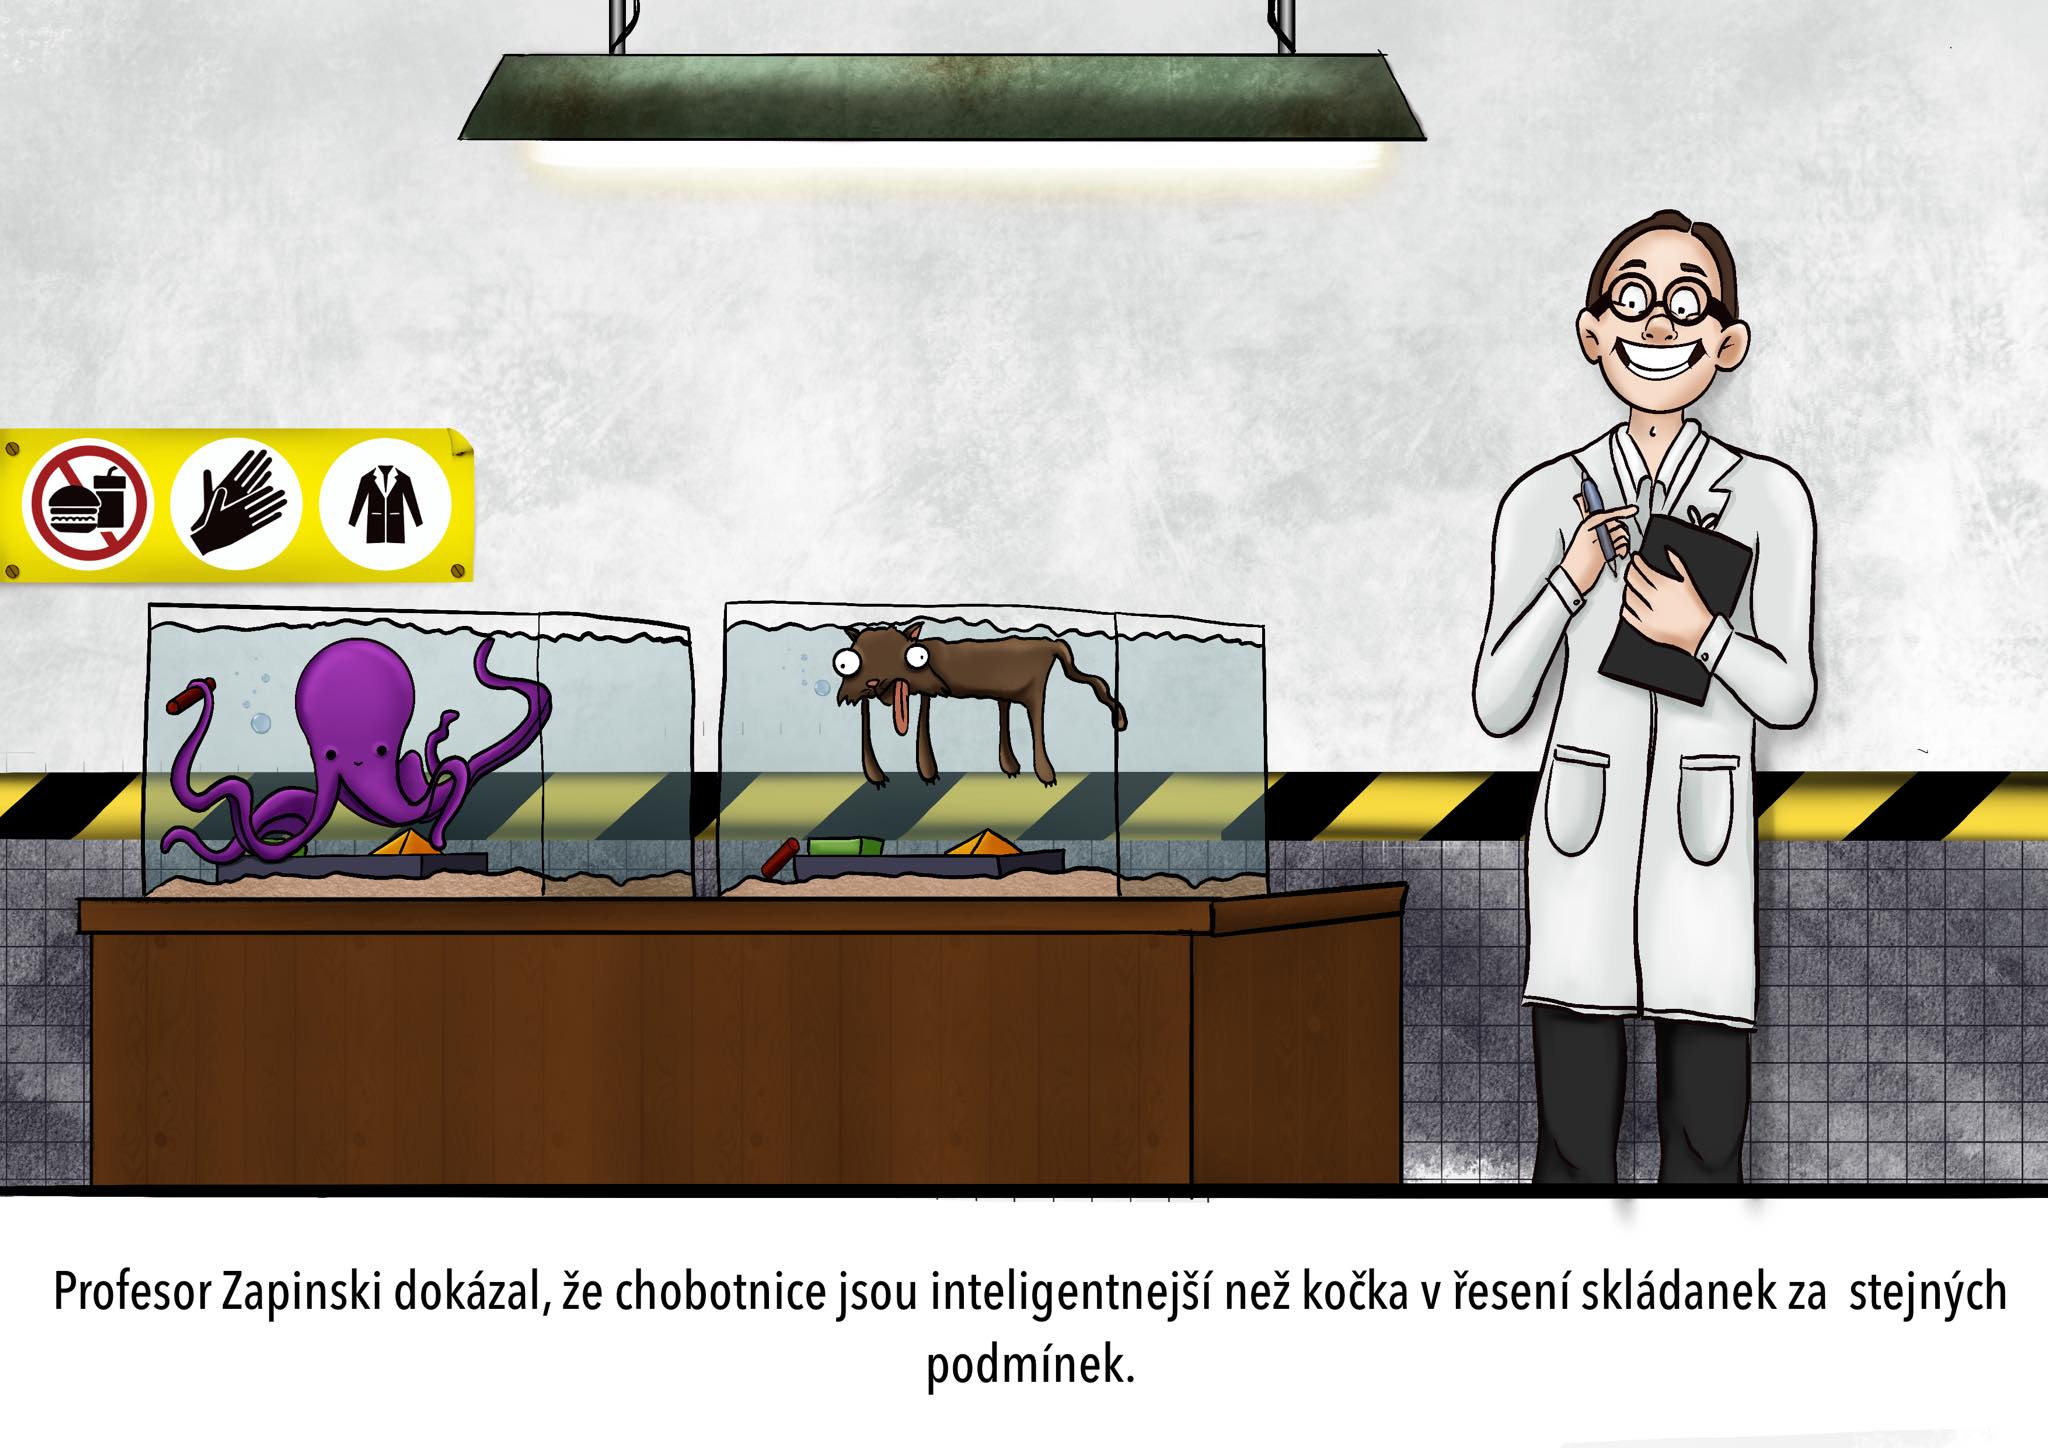 Profesor Zapinski dokázal, že chobotnice jsou inteligentnejší než kočka v řesení skládanek za  stejných
podmínek.